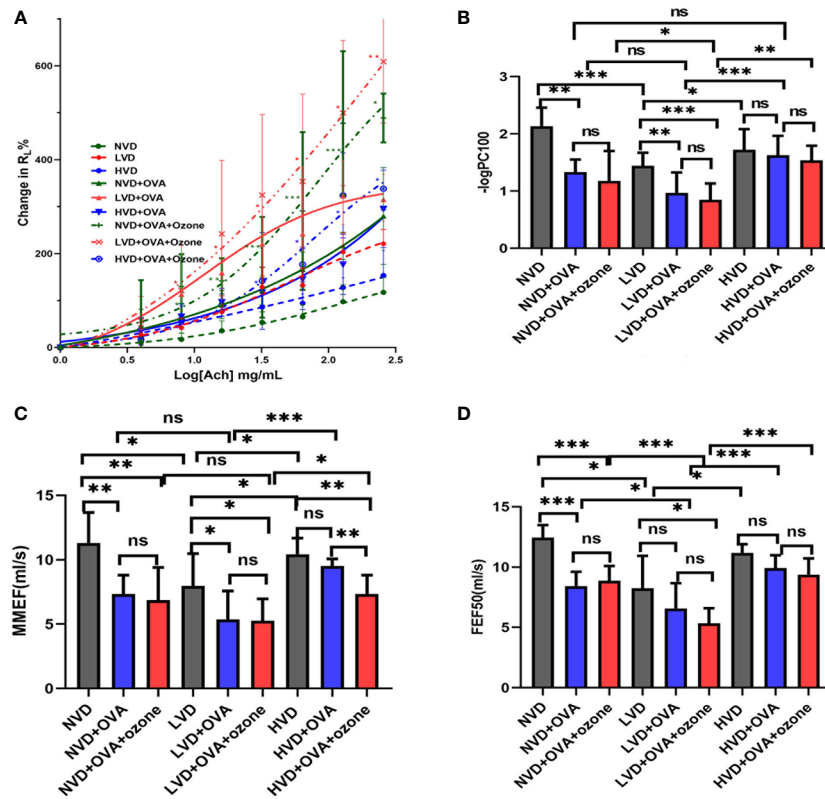 A
Change in RL%
600
400
200
0
0.0
0.5
1.0
1.5
2.0
2.5
Log[Ach] mg/mL
NVD
LVD
HVD
NVD+OVA
LVD+OVA
HVD+OVA
NVD+OVA+Ozone
LVD+OVA+Ozone
HVD+OVA+Ozone
B
ns
*
ns
**
***
***
*
**
***
ns
ns
**
ns
ns
-logPC100
3
2
1
0
NVD
NVD+OVA
NVD+OVA+ozone
LVD
LVD+OVA
LVD+OVA+ozone
HVD
HVD+OVA
HVD+OVA+ozone
C
ns
***
*
*
**
ns
*
*
**
**
*
ns
ns
*
**
ns
MMEF(ml/s)
15
10
5
0
NVD
NVD+OVA
NVD+OVA+ozone
LVD
LVD+OVA
LVD+OVA+ozone
HVD
HVD+OVA
HVD+OVA+ozone
D
***
***
***
*
***
*
*
***
*
ns
ns
ns
ns
ns
FEF50(ml/s)
15
10
5
0
NVD
NVD+OVA
NVD+OVA+ozone
LVD
LVD+OVA
LVD+OVA+ozone
HVD
HVD+OVA
HVD+OVA+ozone